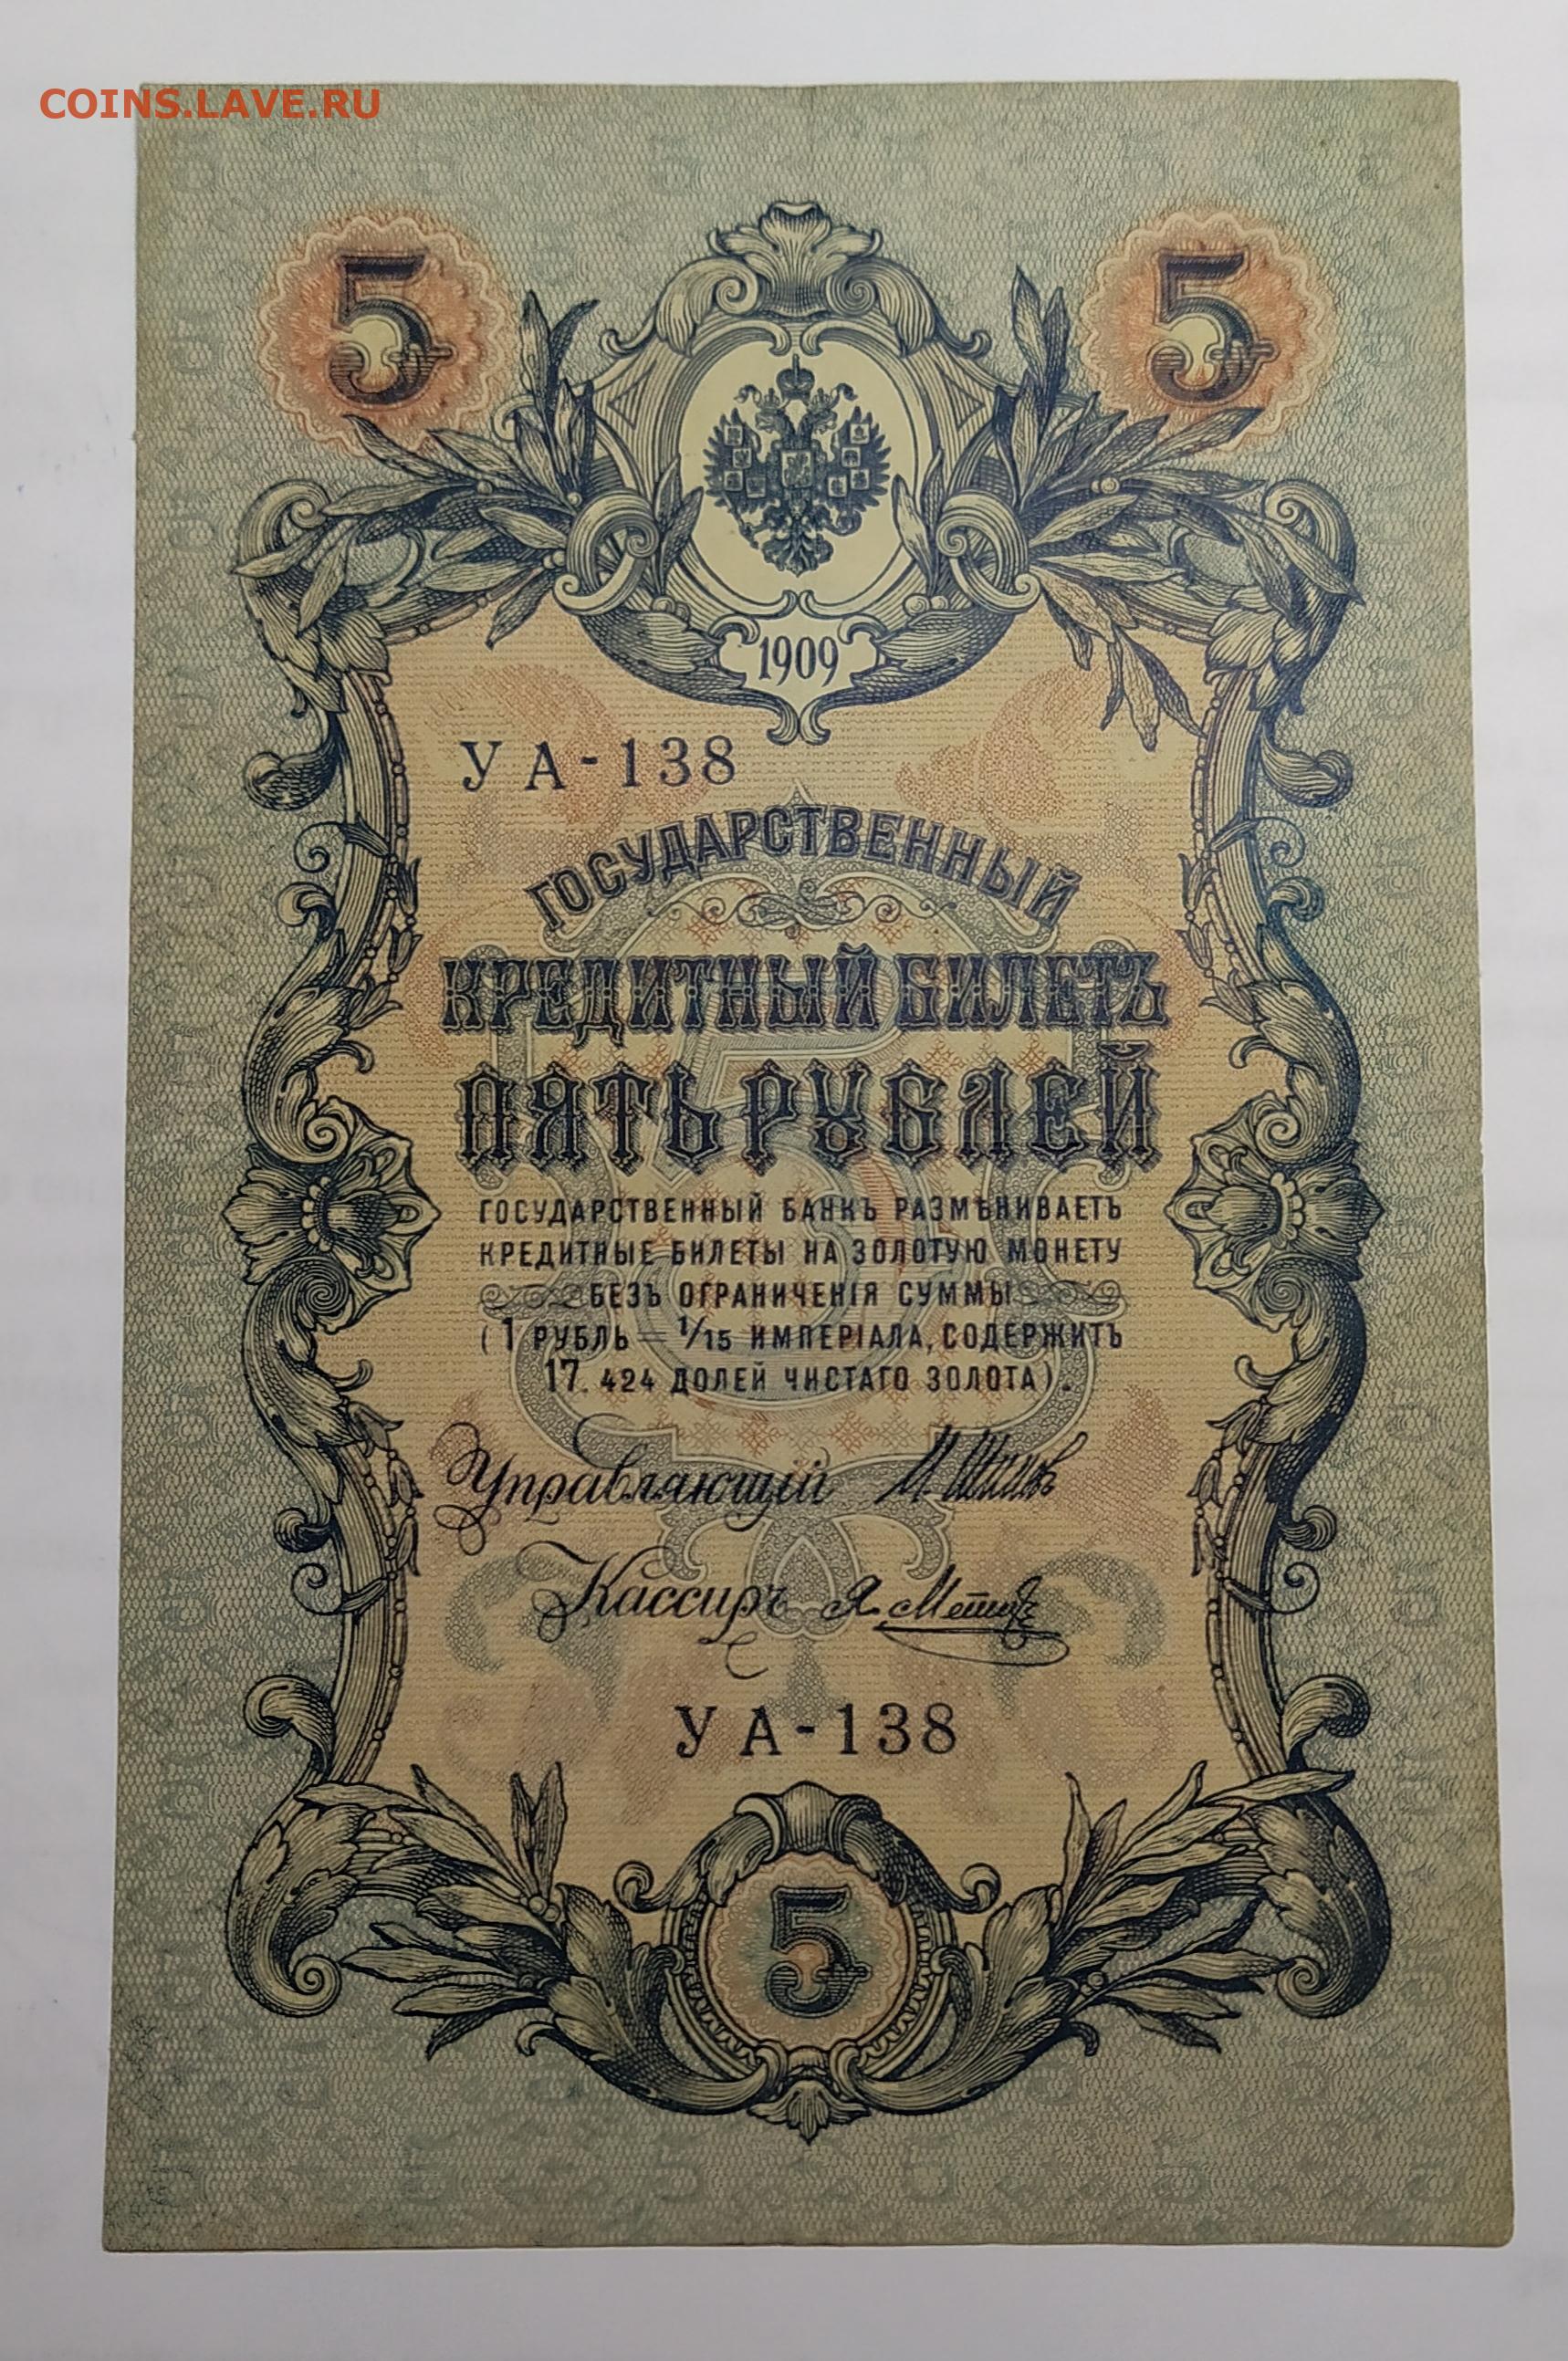 COINS.LAVE.RU
5 5
1909
УА-138
ГОСУДАРСТВЕННЫЙ
КРЕДИТНЫЙ БИЛЕТЪ
ПЯТЬ РУБЛЕЙ
ГОСУДАРСТВЕННЫЙ БАНКЪ РАЗМѢНИВАЕТЪ
КРЕДИТНЫЕ БИЛЕТЫ НА ЗОЛОТУЮ МОНЕТУ
БЕЗЪ ОГРАНИЧЕНІЯ СУММЫ
(1 РУБЛЬ = 1/15 ИМПЕРІАЛА, СОДЕРЖИТЪ
17.424 ДОЛЕЙ ЧИСТАГО ЗОЛОТА).
Управляющій И. Шипов
Кассиръ Я. Метц
УА-138
5